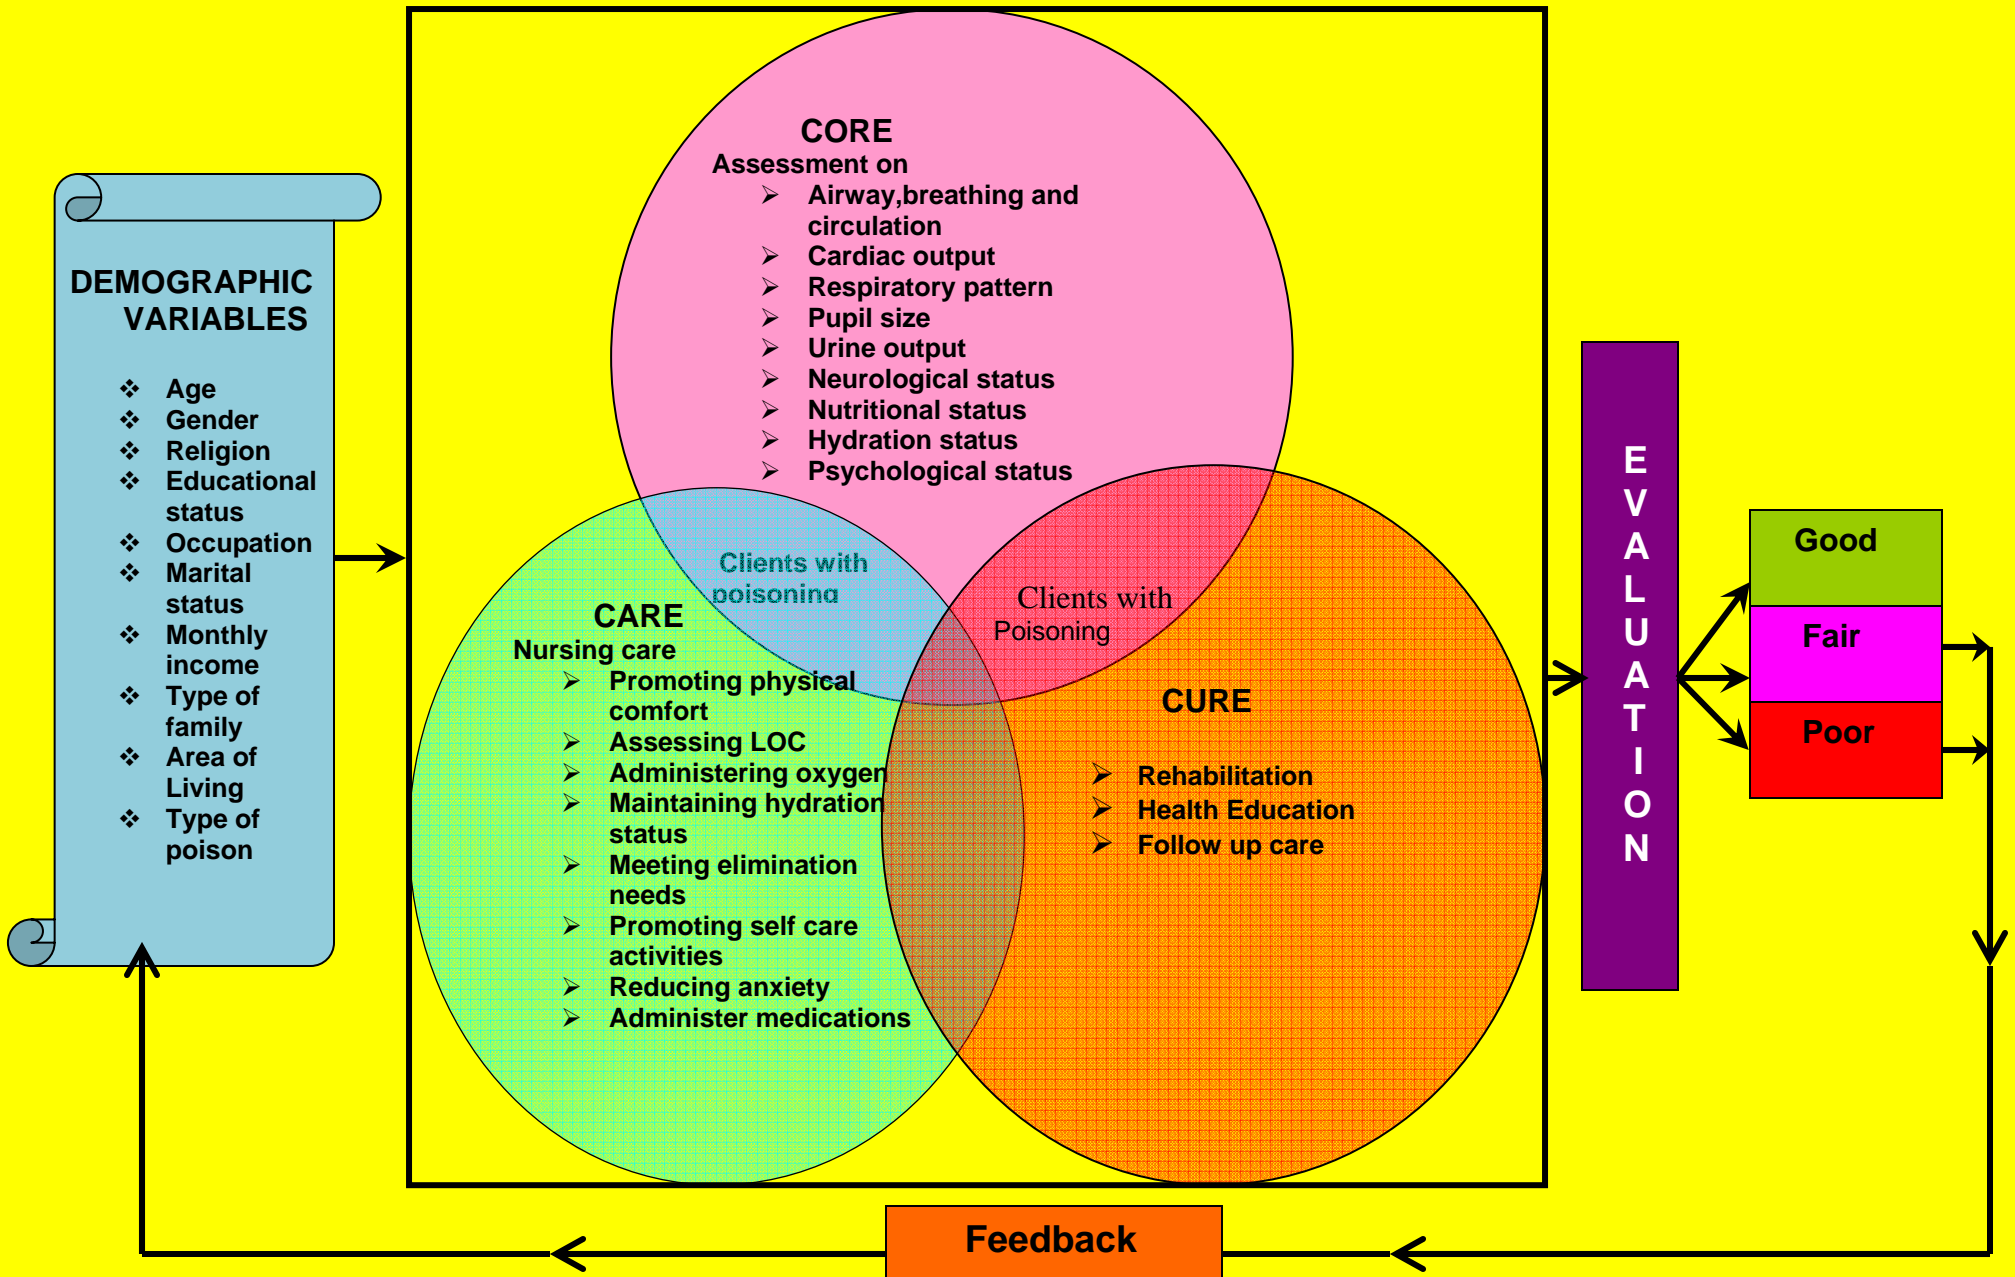 DEMOGRAPHIC
VARIABLES
Age
Gender
Religion
Educational
status
Occupation
Marital
status
Monthly
income
Type of
family
Area of
Living
Type of
poison
CORE
Assessment on
Airway,breathing and
circulation
Cardiac output
Respiratory pattern
Pupil size
Urine output
Neurological status
Nutritional status
Hydration status
Psychological status
Clients with
poisoning
Clients with
Poisoning
CARE
Nursing care
Promoting physical
comfort
Assessing LOC
Administering oxygen
Maintaining hydration
status
Meeting elimination
needs
Promoting self care
activities
Reducing anxiety
Administer medications
CURE
Rehabilitation
Health Education
Follow up care
EVALUATION
Good
Fair
Poor
Feedback